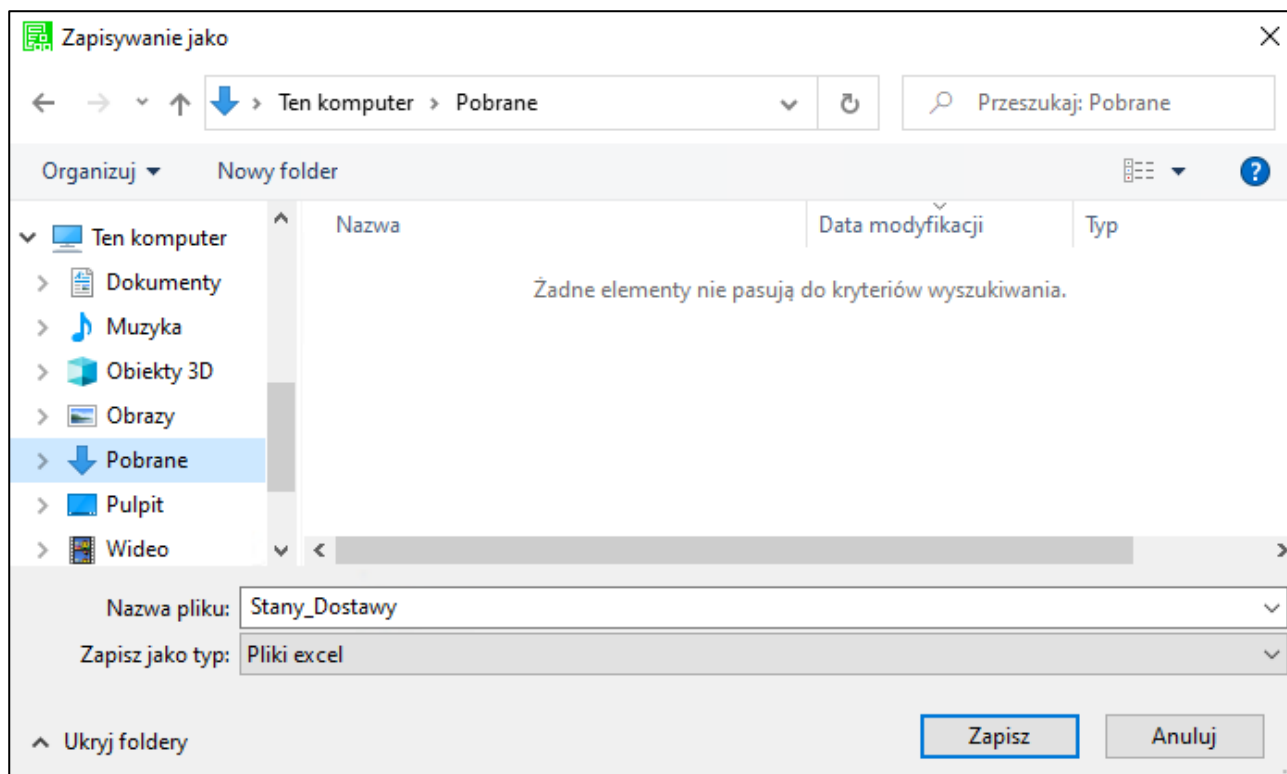 Zapisywanie jako
Ten komputer > Pobrane
Przeszukaj: Pobrane
Organizuj
Nowy folder
?
Nazwa
Data modyfikacji
Typ
Żadne elementy nie pasują do kryteriów wyszukiwania.
Ten komputer
Dokumenty
Muzyka
Obiekty 3D
Obrazy
Pobrane
Pulpit
Wideo
Nazwa pliku: Stany_Dostawy
Zapisz jako typ: Pliki excel
Ukryj foldery
Zapisz
Anuluj